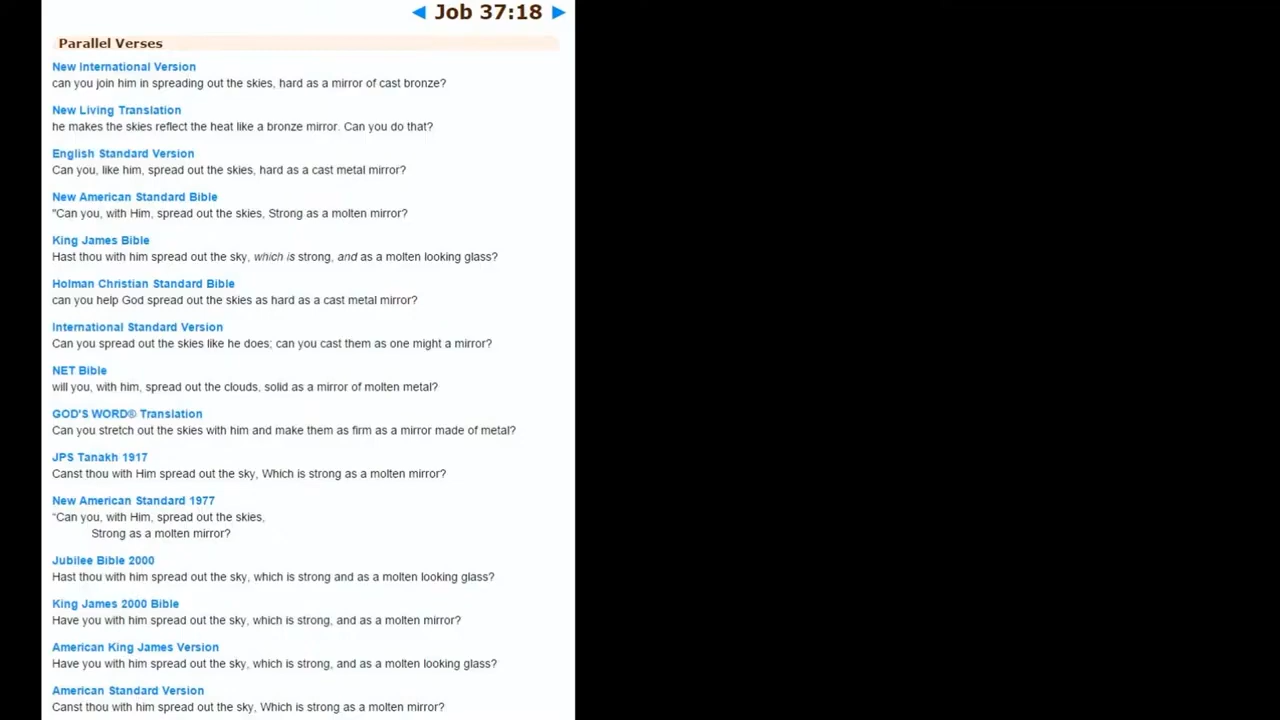 ◄ Job 37:18 ►
Parallel Verses
New International Version
can you join him in spreading out the skies, hard as a mirror of cast bronze?
New Living Translation
he makes the skies reflect the heat like a bronze mirror. Can you do that?
English Standard Version
Can you, like him, spread out the skies, hard as a cast metal mirror?
New American Standard Bible
"Can you, with Him, spread out the skies, Strong as a molten mirror?
King James Bible
Hast thou with him spread out the sky, which is strong, and as a molten looking glass?
Holman Christian Standard Bible
can you help God spread out the skies as hard as a cast metal mirror?
International Standard Version
Can you spread out the skies like he does; can you cast them as one might a mirror?
NET Bible
will you, with him, spread out the clouds, solid as a mirror of molten metal?
GOD'S WORD® Translation
Can you stretch out the skies with him and make them as firm as a mirror made of metal?
JPS Tanakh 1917
Canst thou with Him spread out the sky, Which is strong as a molten mirror?
New American Standard 1977
“Can you, with Him, spread out the skies,
Strong as a molten mirror?
Jubilee Bible 2000
Hast thou with him spread out the sky, which is strong and as a molten looking glass?
King James 2000 Bible
Have you with him spread out the sky, which is strong, and as a molten mirror?
American King James Version
Have you with him spread out the sky, which is strong, and as a molten looking glass?
American Standard Version
Canst thou with him spread out the sky, Which is strong as a molten mirror?